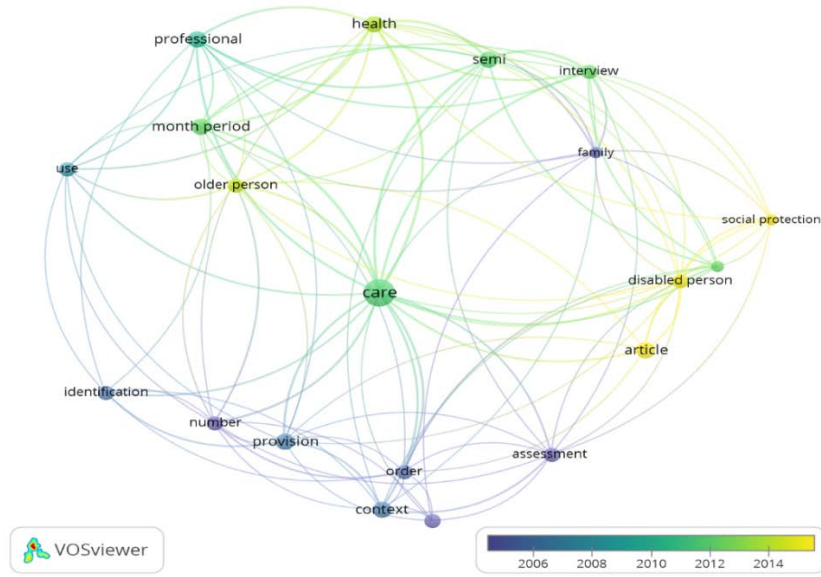 health
professional
semi
interview
month period
family
use
older person
social protection
disabled person
care
article
identification
number
provision
assessment
order
context
VOSviewer
2006 2008 2010 2012 2014